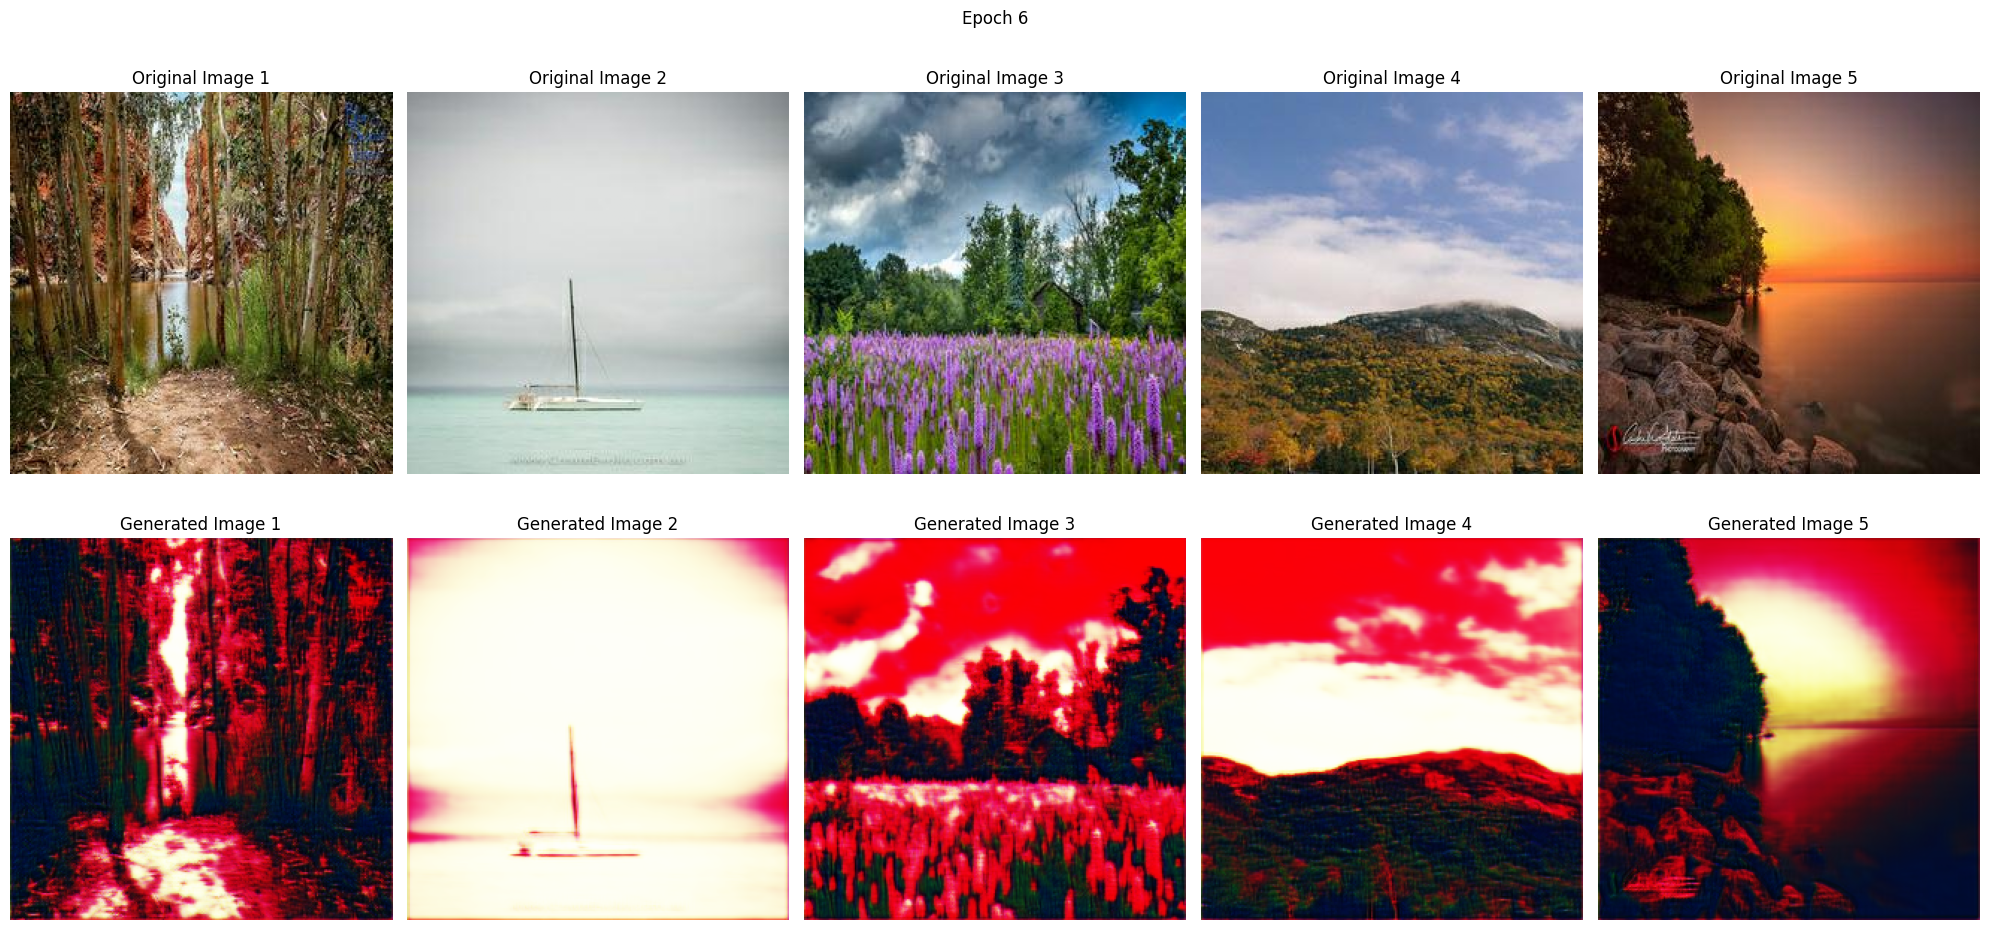 Epoch 6
Original Image 1
Original Image 2
Original Image 3
Original Image 4
Original Image 5
PHOTOGRAPHY
Generated Image 1
Generated Image 2
Generated Image 3
Generated Image 4
Generated Image 5